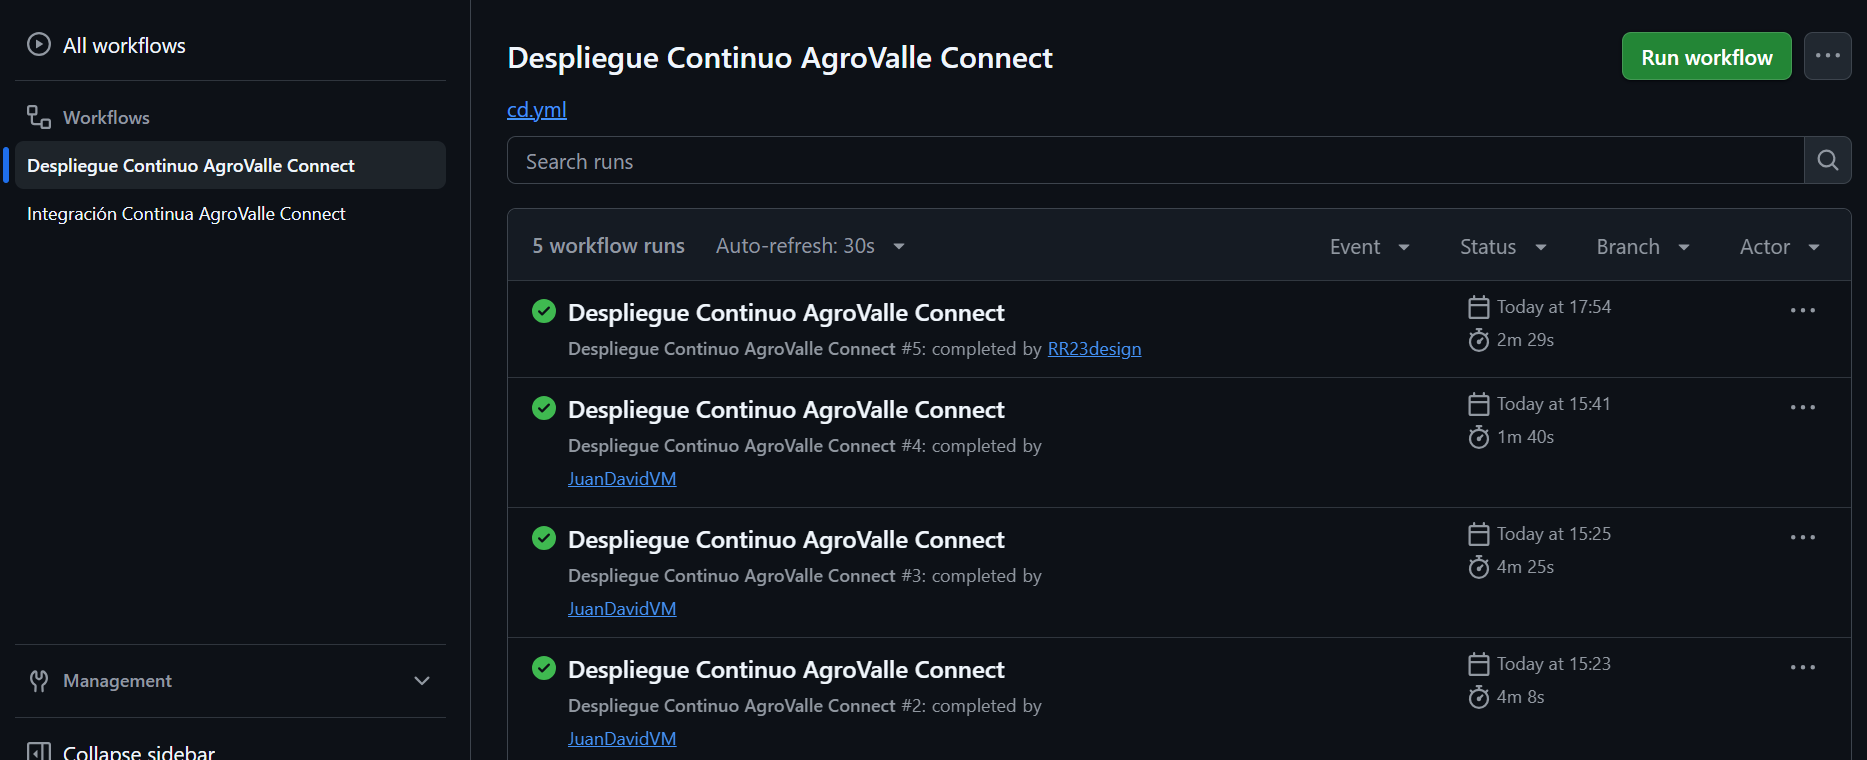 All workflows
Workflows
Despliegue Continuo AgroValle Connect
Integración Continua AgroValle Connect
Management
Collapse sidebar
Despliegue Continuo AgroValle Connect
Run workflow
cd.yml
Search runs
5 workflow runs Auto-refresh: 30s Event Status Branch Actor
Despliegue Continuo AgroValle Connect
Despliegue Continuo AgroValle Connect #5: completed by RR23design
Today at 17:54
2m 29s
Despliegue Continuo AgroValle Connect
Despliegue Continuo AgroValle Connect #4: completed by
JuanDavidVM
Today at 15:41
1m 40s
Despliegue Continuo AgroValle Connect
Despliegue Continuo AgroValle Connect #3: completed by
JuanDavidVM
Today at 15:25
4m 25s
Despliegue Continuo AgroValle Connect
Despliegue Continuo AgroValle Connect #2: completed by
JuanDavidVM
Today at 15:23
4m 8s